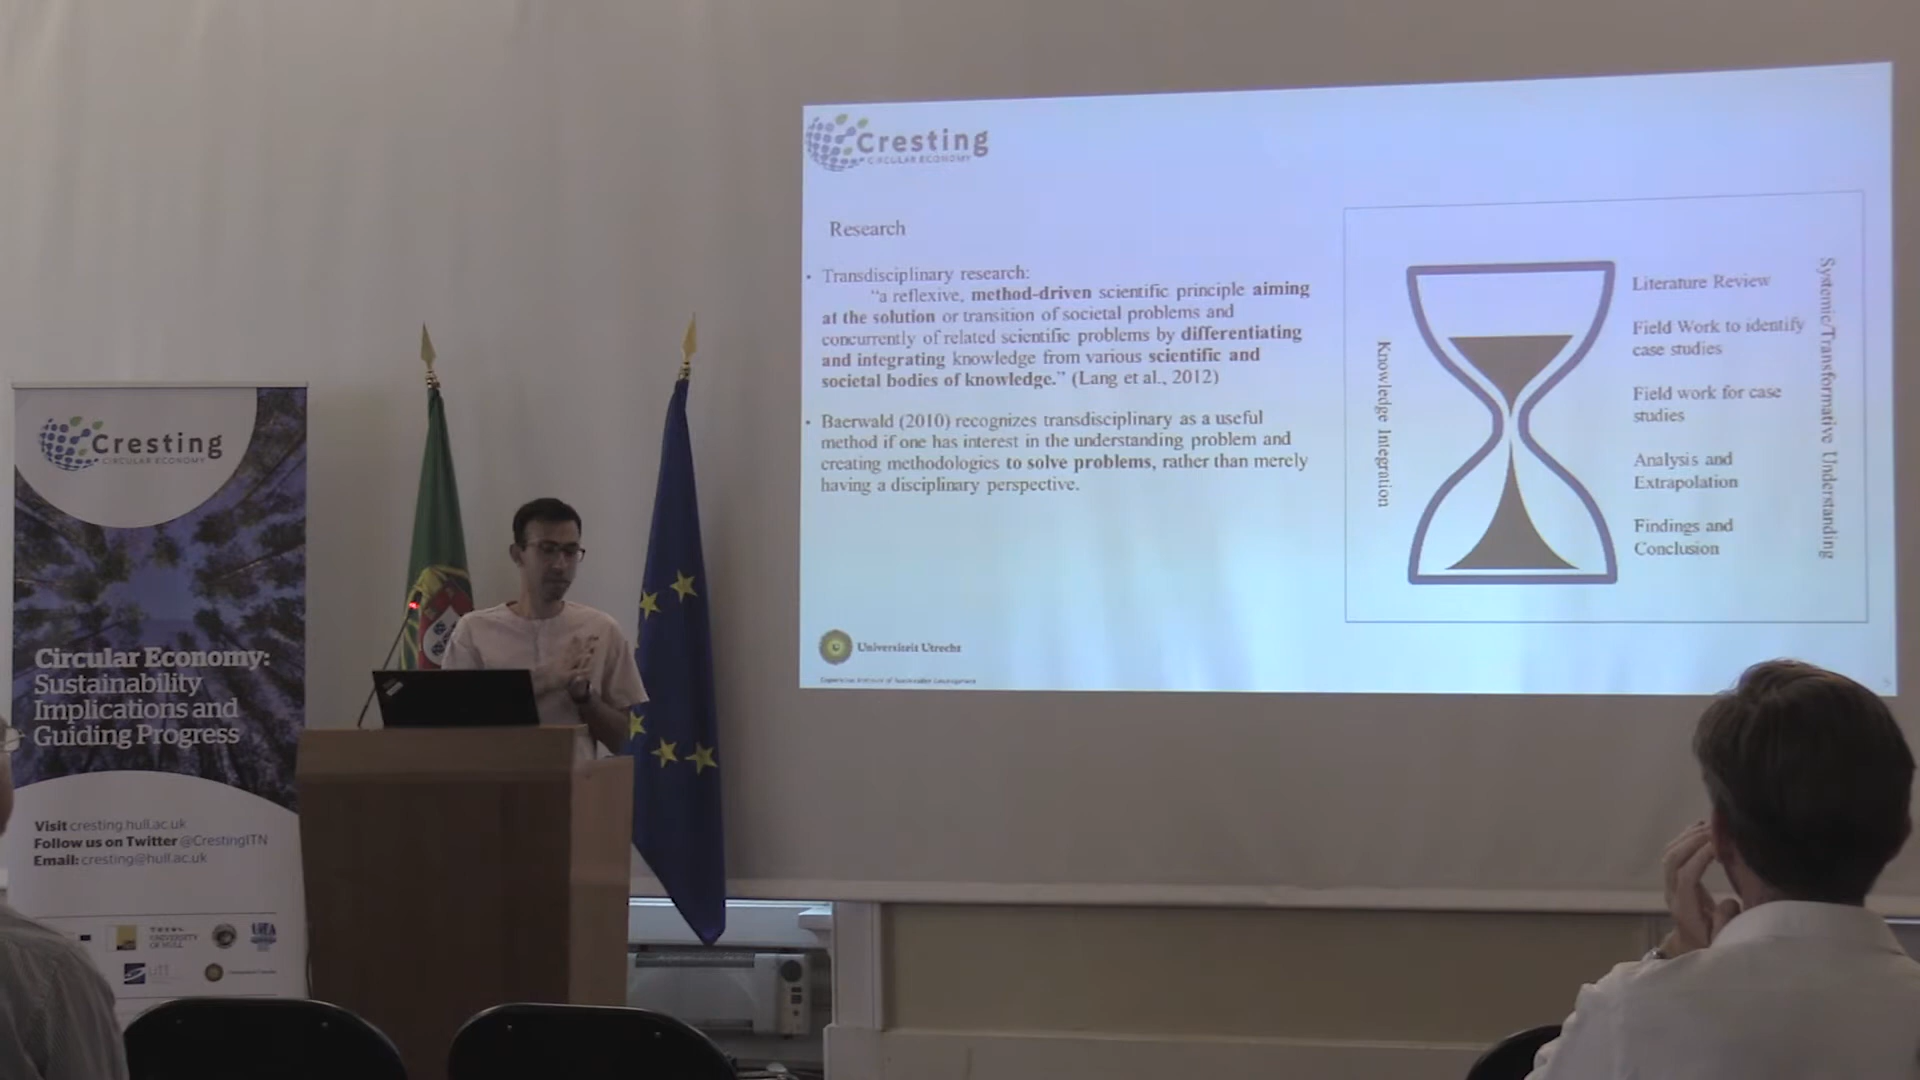 Cresting
CIRCULAR ECONOMY
Research
• Transdisciplinary research:
"a reflexive, method-driven scientific principle aiming
at the solution or transition of societal problems and
concurrently of related scientific problems by differentiating
and integrating knowledge from various scientific and
societal bodies of knowledge." (Lang et al., 2012)
• Baerwald (2010) recognizes transdisciplinary as a useful
method if one has interest in the understanding problem and
creating methodologies to solve problems, rather than merely
having a disciplinary perspective.
Knowledge Integration
Literature Review
Field Work to identify
case studies
Field work for case
studies
Analysis and
Extrapolation
Findings and
Conclusion
Systemic/Transformative Understanding
Universiteit Utrecht
Cresting
CIRCULAR ECONOMY
Circular Economy:
Sustainability
Implications and
Guiding Progress
Visit cresting.hull.ac.uk
Follow us on Twitter @CrestingITN
Email: cresting@hull.ac.uk
UNIVERSITY
OF HULL
utt